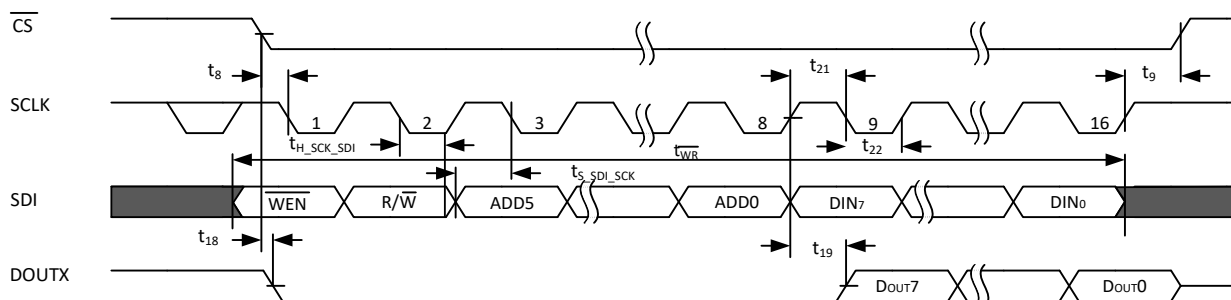 CS
t8 t21 t9
SCLK
1 2 3 8 9 16
tH_SCK_SDI tWR t22
tS_SDI_SCK
SDI WEN R/W ADD5 ADD0 DIN7 DIN0
t18 t19
DOUTX DOUT7 DOUT0